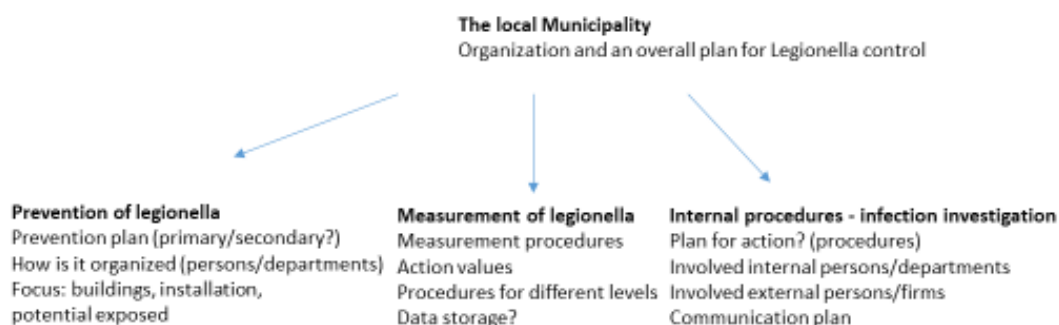 The local Municipality
Organization and an overall plan for Legionella control
Prevention of legionella
Prevention plan (primary/secondary?)
How is it organized (persons/departments)
Focus: buildings, installation,
potential exposed
Measurement of legionella
Measurement procedures
Action values
Procedures for different levels
Data storage?
Internal procedures - infection investigation
Plan for action? (procedures)
Involved internal persons/departments
Involved external persons/firms
Communication plan